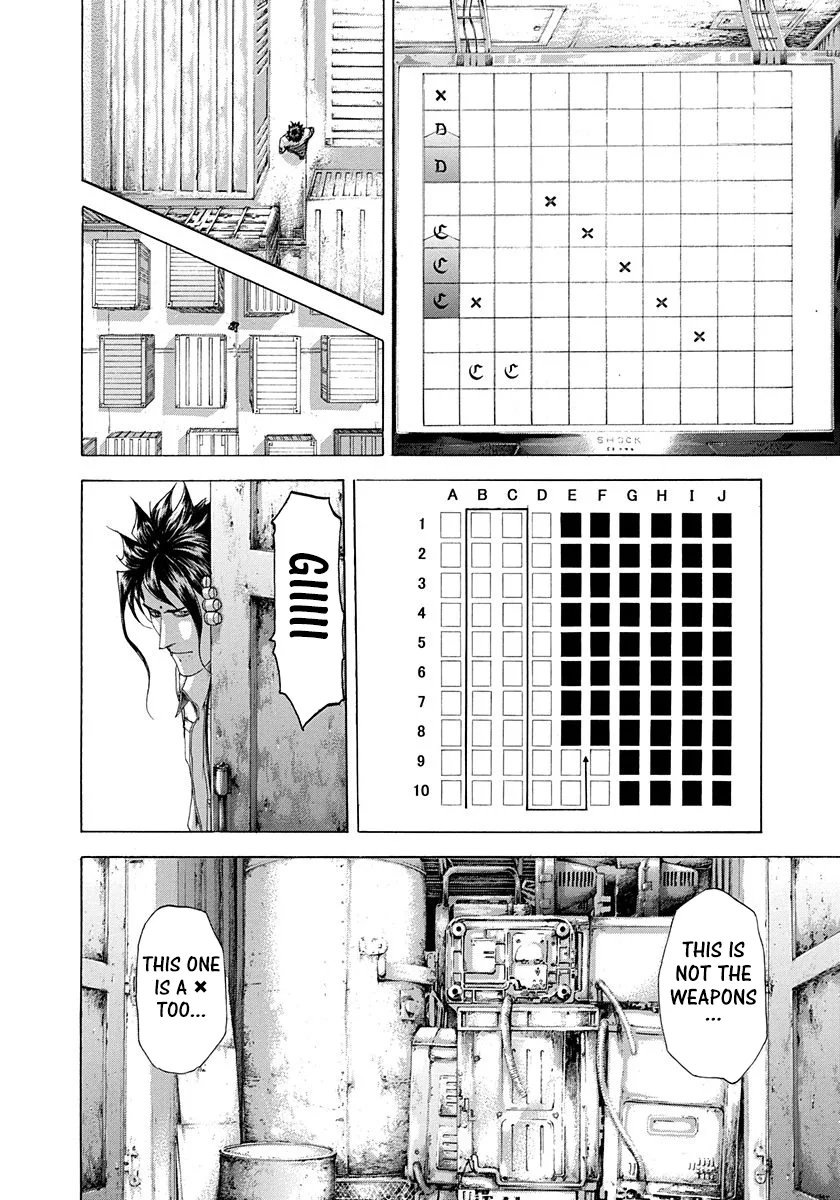 ×
D
D
×
C ×
C ×
C × ×
×
C C
SHOCK
GIIIIII
A B C D E F G H I J
1
2
3
4
5
6
7
8
9
10
THIS IS
NOT THE
WEAPONS
...
THIS ONE
IS A ×
TOO...